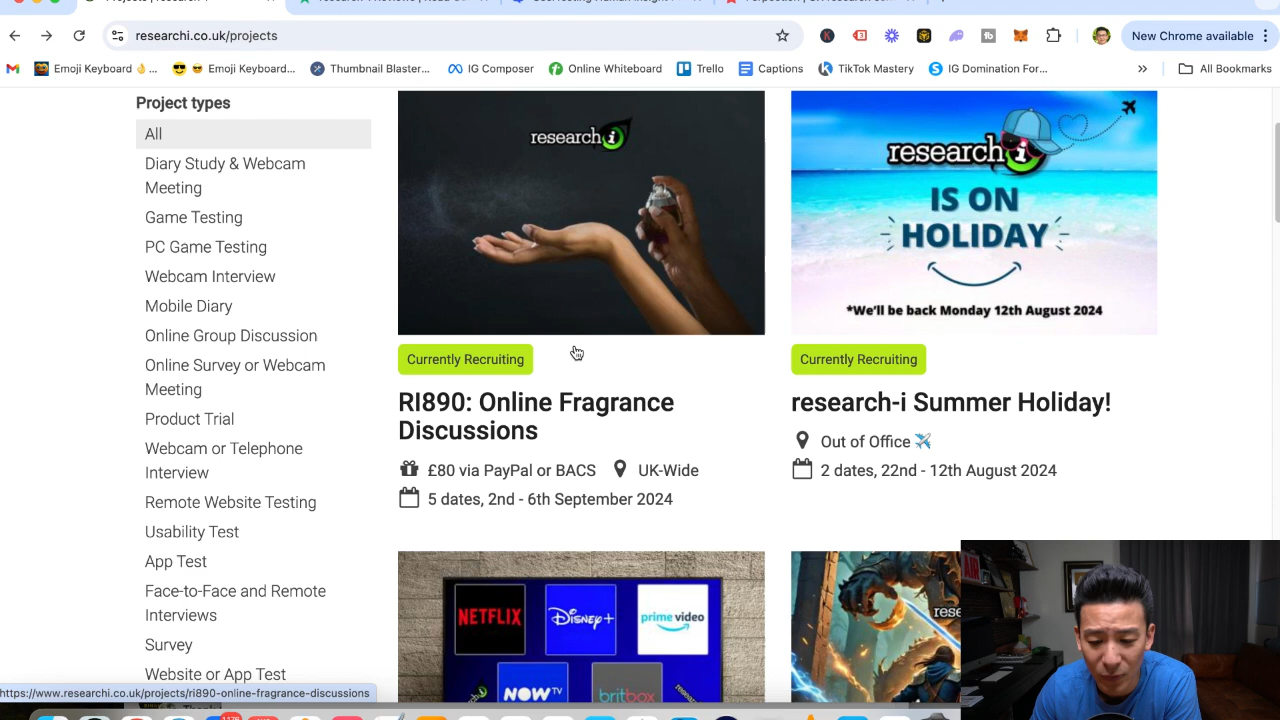 researchi.co.uk/projects
New Chrome available
Emoji Keyboard 👌...
Emoji Keyboard...
Thumbnail Blaster...
IG Composer
Online Whiteboard
Trello
Captions
TikTok Mastery
IG Domination For...
All Bookmarks
Project types
All
Diary Study & Webcam
Meeting
Game Testing
PC Game Testing
Webcam Interview
Mobile Diary
Online Group Discussion
Online Survey or Webcam
Meeting
Product Trial
Webcam or Telephone
Interview
Remote Website Testing
Usability Test
App Test
Face-to-Face and Remote
Interviews
Survey
Website or App Test
https://www.researchi.co.uk/projects/ri890-online-fragrance-discussions
researchi
Currently Recruiting
RI890: Online Fragrance
Discussions
£80 via PayPal or BACS
UK-Wide
5 dates, 2nd - 6th September 2024
researchi
IS ON
HOLIDAY
*We'll be back Monday 12th August 2024
Currently Recruiting
research-i Summer Holiday!
Out of Office ✈️
2 dates, 22nd - 12th August 2024
NETFLIX
Disney+
prime video
NOW TV
britbox
rese